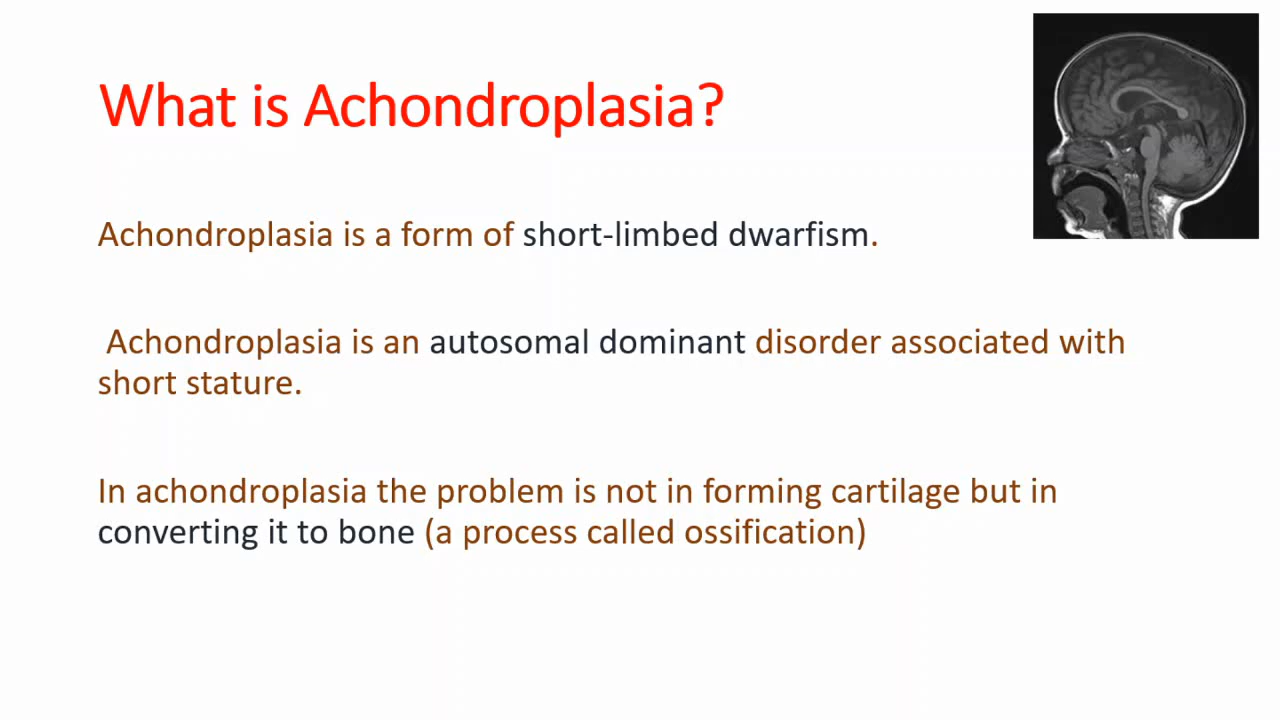 What is Achondroplasia?
Achondroplasia is a form of short-limbed dwarfism.
Achondroplasia is an autosomal dominant disorder associated with
short stature.
In achondroplasia the problem is not in forming cartilage but in
converting it to bone (a process called ossification)